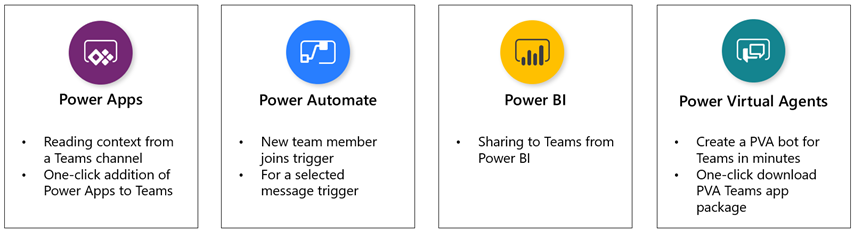 Power Apps
• Reading context from
a Teams channel
• One-click addition of
Power Apps to Teams
Power Automate
• New team member
joins trigger
• For a selected
message trigger
Power BI
• Sharing to Teams from
Power BI
Power Virtual Agents
• Create a PVA bot for
Teams in minutes
• One-click download
PVA Teams app
package